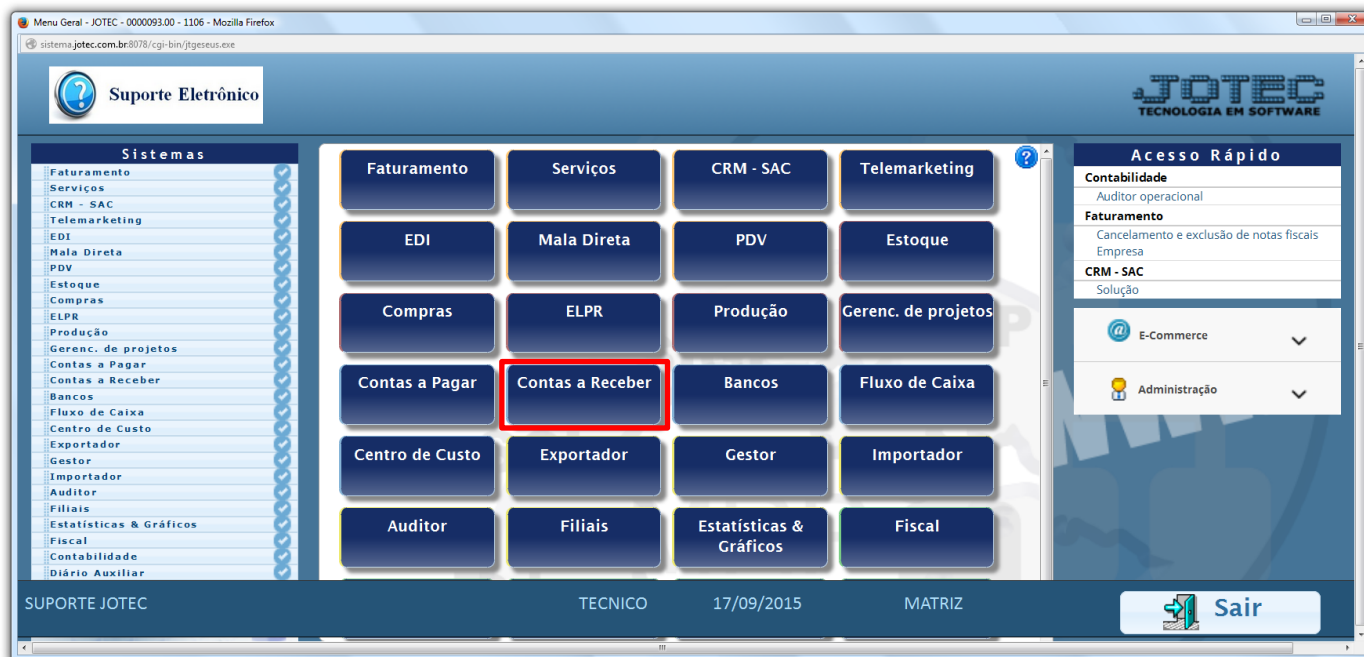 Menu Geral - JOTEC - 0000093.00 - 1106 - Mozilla Firefox
sistema.jotec.com.br:8078/cgi-bin/jtgeseus.exe
Suporte Eletrônico
JOTEC
TECNOLOGIA EM SOFTWARE
Sistemas
Faturamento
Serviços
CRM - SAC
Telemarketing
EDI
Mala Direta
PDV
Estoque
Compras
ELPR
Produção
Gerenc. de projetos
Contas a Pagar
Contas a Receber
Bancos
Fluxo de Caixa
Centro de Custo
Exportador
Gestor
Importador
Auditor
Filiais
Estatísticas & Gráficos
Fiscal
Contabilidade
Diário Auxiliar
Faturamento
Serviços
CRM - SAC
Telemarketing
EDI
Mala Direta
PDV
Estoque
Compras
ELPR
Produção
Gerenc. de projetos
Contas a Pagar
Contas a Receber
Bancos
Fluxo de Caixa
Centro de Custo
Exportador
Gestor
Importador
Auditor
Filiais
Estatísticas &
Gráficos
Fiscal
Acesso Rápido
Contabilidade
Auditor operacional
Faturamento
Cancelamento e exclusão de notas fiscais
Empresa
CRM - SAC
Solução
E-Commerce
Administração
SUPORTE JOTEC
TECNICO
17/09/2015
MATRIZ
Sair